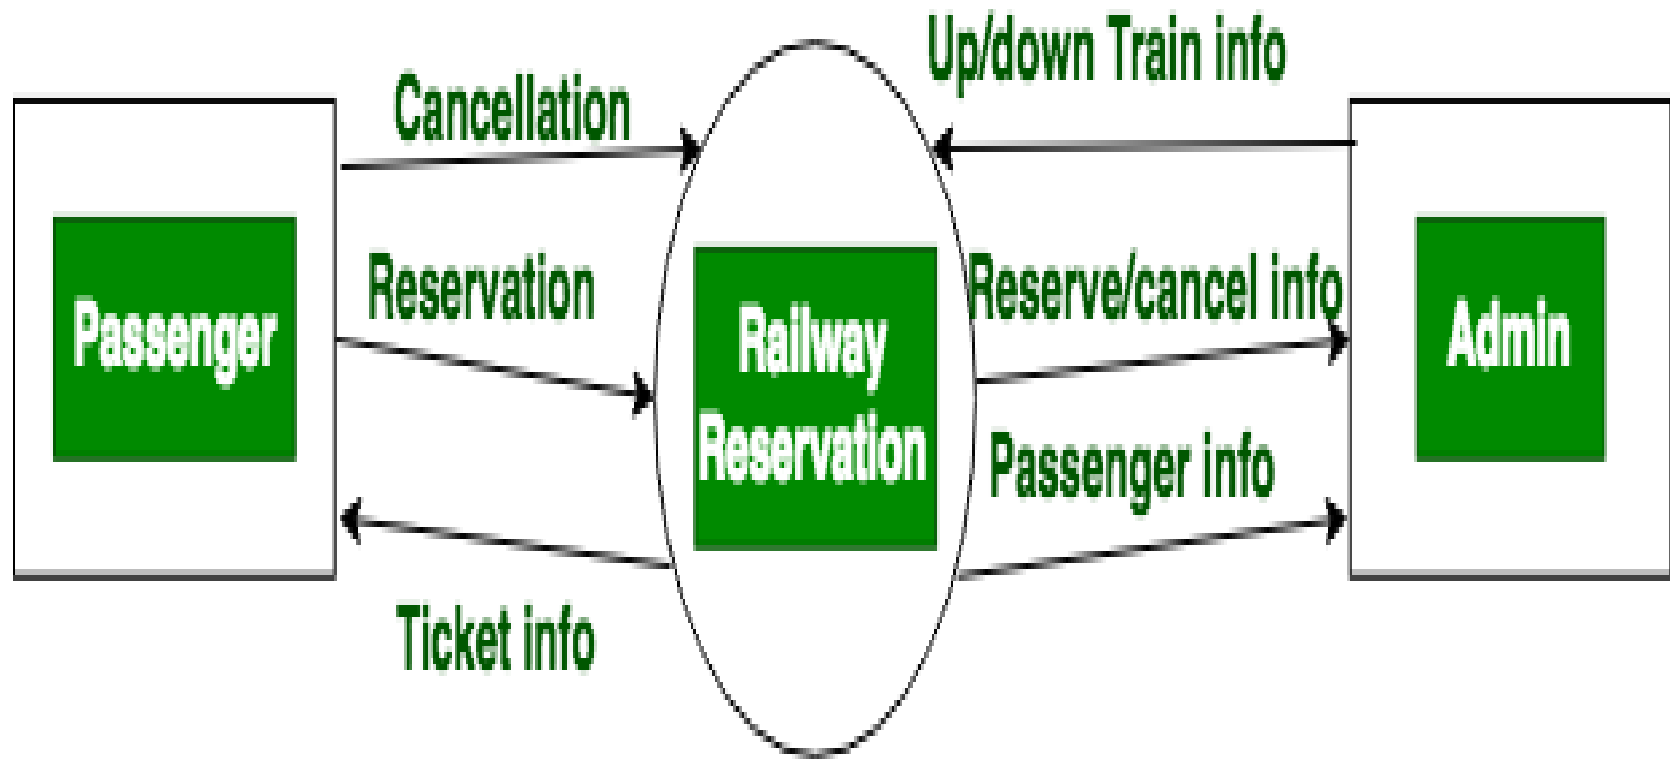 Up/down Train info
Cancellation
Reservation
Reserve/cancel info
Passenger
Railway
Reservation
Admin
Passenger info
Ticket info